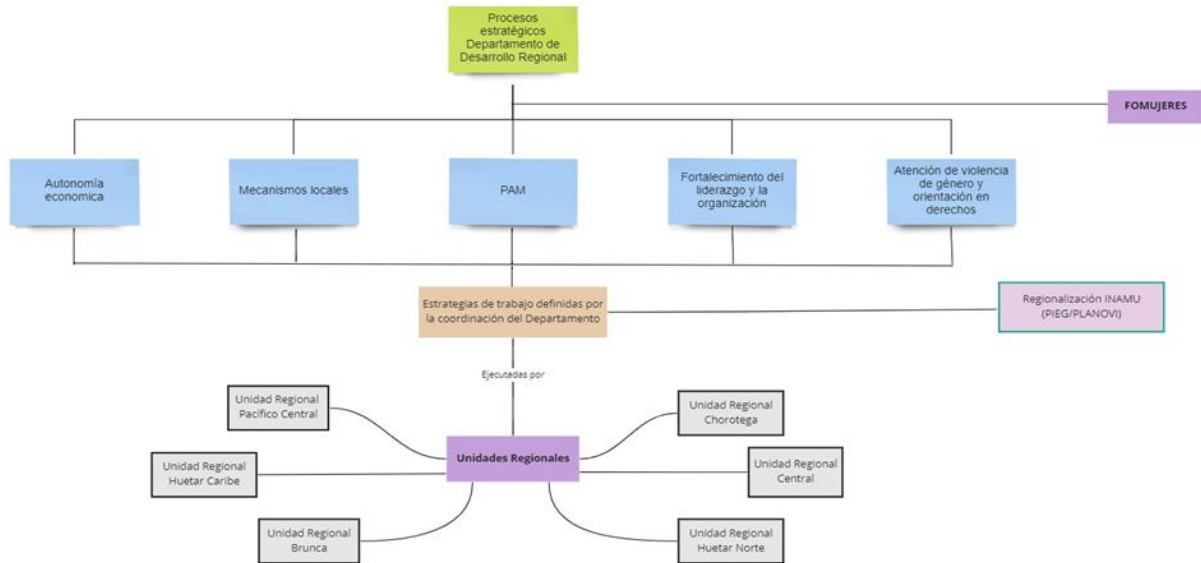 Procesos
estratégicos
Departamento de
Desarrollo Regional
FOMUJERES
Autonomía
economica
Mecanismos locales
PAM
Fortalecimiento del
liderazgo y la
organización
Atención de violencia
de género y
orientación en
derechos
Estrategias de trabajo definidas por
la coordinación del Departamento
Regionalización INAMU
(PIEG/PLANOVI)
Ejecutadas por
Unidad Regional
Pacífico Central
Unidad Regional
Chorotega
Unidades Regionales
Unidad Regional
Huetar Caribe
Unidad Regional
Central
Unidad Regional
Brunca
Unidad Regional
Huetar Norte